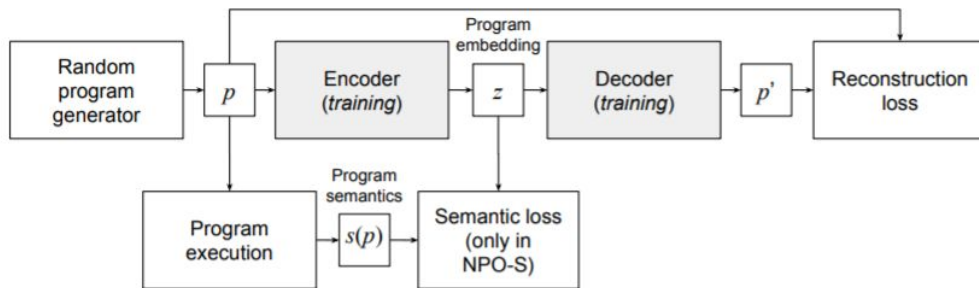 Program
embedding
Random
program
generator
p
Encoder
(training)
z
Decoder
(training)
p'
Reconstruction
loss
Program
semantics
Program
execution
s(p)
Semantic loss
(only in
NPO-S)